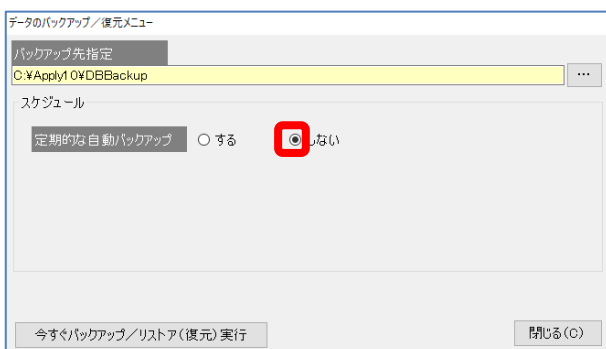 データのバックアップ／復元メニュー
バックアップ先指定
C:¥Apply10¥DBBackup
...
スケジュール
定期的な自動バックアップ ○ する ◉ しない
今すぐバックアップ／リストア(復元)実行
閉じる(C)